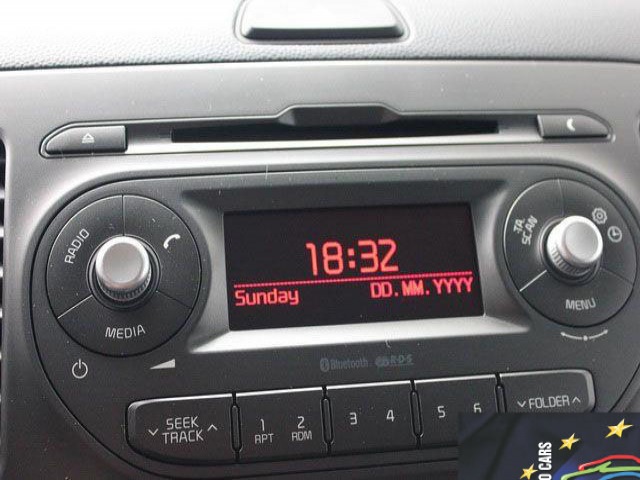 RADIO
MEDIA
18:32
Sunday DD.MM.YYYY
TA
SCAN
MENU
Bluetooth R·D·S
SEEK
TRACK
1 2
RPT RDM
3 4
5 6
FOLDER
CARS